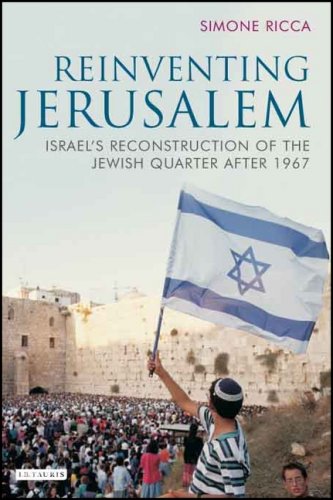 SIMONE RICCA
REINVENTING
JERUSALEM
ISRAEL'S RECONSTRUCTION OF THE
JEWISH QUARTER AFTER 1967
I.B.TAURIS